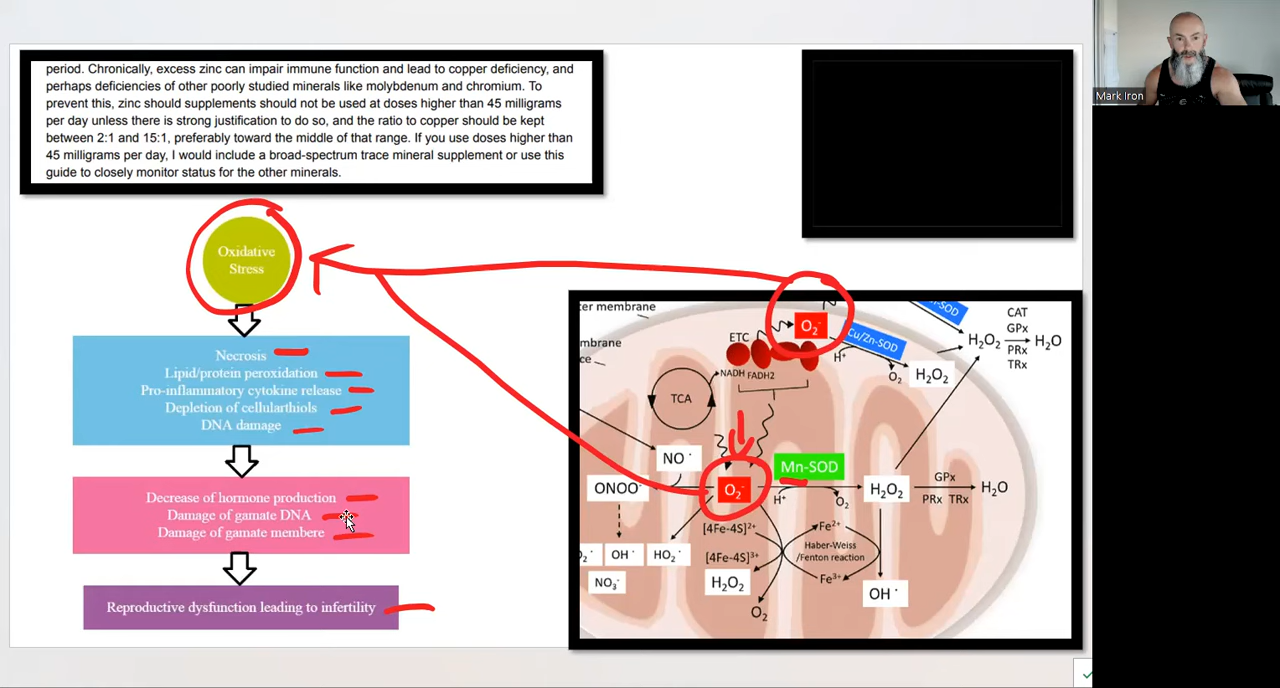 period. Chronically, excess zinc can impair immune function and lead to copper deficiency, and
perhaps deficiencies of other poorly studied minerals like molybdenum and chromium. To
prevent this, zinc should supplements should not be used at doses higher than 45 milligrams
per day unless there is strong justification to do so, and the ratio to copper should be kept
between 2:1 and 15:1, preferably toward the middle of that range. If you use doses higher than
45 milligrams per day, I would include a broad-spectrum trace mineral supplement or use this
guide to closely monitor status for the other minerals.
Mark Iron
Oxidative
Stress
Necrosis
Lipid/protein peroxidation
Pro-inflammatory cytokine release
Depletion of cellularthiols
DNA damage
Decrease of hormone production
Damage of gamate DNA
Damage of gamate membere
Reproductive dysfunction leading to infertility
ter membrane
mbrane
ce
ETC
O₂⁻
Cu/Zn-SOD
n-SOD
CAT
GPx
PRx
TRx
H₂O₂
H₂O
H⁺
O₂
H₂O₂
NADH FADH2
TCA
NO·
ONOO⁻
O₂⁻
Mn-SOD
H⁺
O₂
H₂O₂
GPx
PRx TRx
H₂O
[4Fe-4S]²⁺
[4Fe-4S]³⁺
H₂O₂
O₂
Fe²⁺
Haber-Weiss
/Fenton reaction
Fe³⁺
OH·
OH·
HO₂·
NO₃·